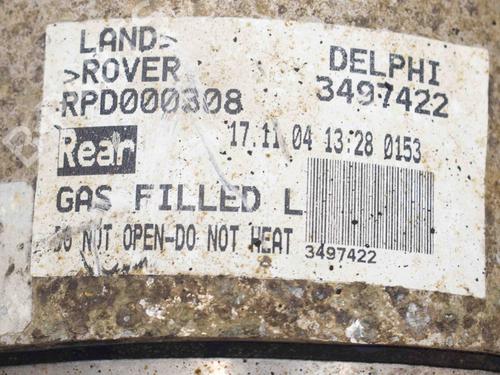 LAND>
>ROVER
RPD000308
DELPHI
3497422
Rear
17.11 04 13:28 0153
GAS FILLED L
DO NOT OPEN-DO NOT HEAT
3497422